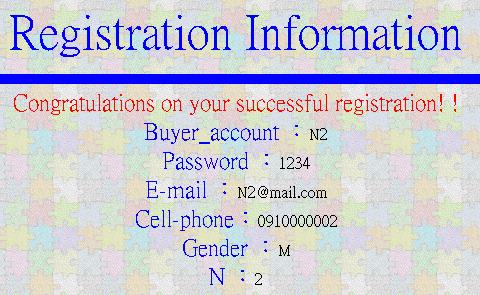 Registration Information
Congratulations on your successful registration! !
Buyer_account : N2
Password : 1234
E-mail : N2@mail.com
Cell-phone : 0910000002
Gender : M
N : 2